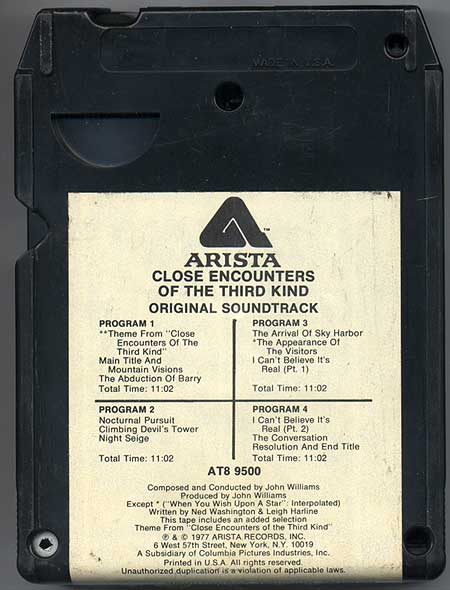 MADE IN U.S.A.
ARISTA
™
CLOSE ENCOUNTERS
OF THE THIRD KIND
ORIGINAL SOUNDTRACK
PROGRAM 1
**Theme From "Close
Encounters Of The
Third Kind"
Main Title And
Mountain Visions
The Abduction Of Barry
Total Time: 11:02
PROGRAM 3
The Arrival Of Sky Harbor
*The Appearance Of
The Visitors
I Can't Believe It's
Real (Pt. 1)
Total Time: 11:02
PROGRAM 2
Nocturnal Pursuit
Climbing Devil's Tower
Night Seige
Total Time: 11:02
PROGRAM 4
I Can't Believe It's
Real (Pt. 2)
The Conversation
Resolution And End Title
Total Time: 11:02
AT8 9500
Composed and Conducted by John Williams
Produced by John Williams
Except * ("When You Wish Upon a Star": Interpolated)
Written by Ned Washington & Leigh Harline
This tape includes an added selection
Theme From "Close Encounters of the Third Kind"
℗ & © 1977 ARISTA RECORDS, INC.
6 West 57th Street, New York, N.Y. 10019
A Subsidiary of Columbia Pictures Industries, Inc.
Printed in U.S.A. All rights reserved.
Unauthorized duplication is a violation of applicable laws.